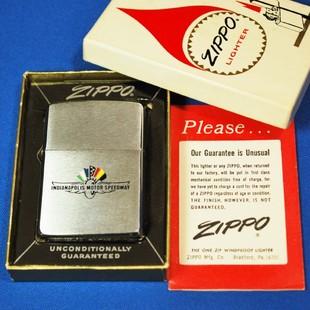 ZIPPO
LIGHTER
ZIPPO
INDIANAPOLIS MOTOR SPEEDWAY
UNCONDITIONALLY
GUARANTEED
Please...
Our Guarantee is Unusual
This lighter or any ZIPPO, when returned
to our factory, will be put in first class
mechanical condition free of charge, for
we have yet to charge a cent for the repair
of a ZIPPO regardless of age or condition.
THE FINISH, HOWEVER, IS NOT
GUARANTEED.
ZIPPO
THE ONE ZIP WINDPROOF LIGHTER
ZIPPO Mfg. Co. Bradford, Pa.